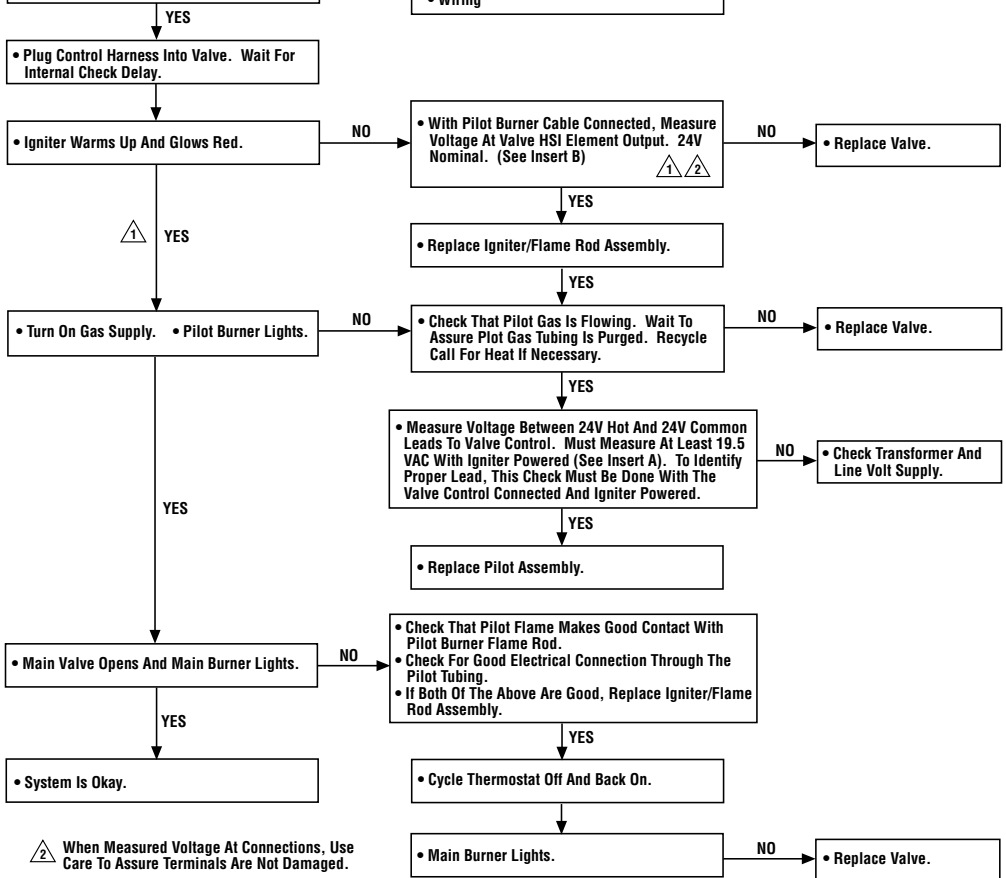 • Wiring
YES
• Plug Control Harness Into Valve. Wait For
Internal Check Delay.
• Igniter Warms Up And Glows Red.
NO
• With Pilot Burner Cable Connected, Measure
Voltage At Valve HSI Element Output. 24V
Nominal. (See Insert B)
1 2
NO
• Replace Valve.
YES
• Replace Igniter/Flame Rod Assembly.
1
YES
YES
• Turn On Gas Supply. • Pilot Burner Lights.
NO
• Check That Pilot Gas Is Flowing. Wait To
Assure Plot Gas Tubing Is Purged. Recycle
Call For Heat If Necessary.
NO
• Replace Valve.
YES
• Measure Voltage Between 24V Hot And 24V Common
Leads To Valve Control. Must Measure At Least 19.5
VAC With Igniter Powered (See Insert A). To Identify
Proper Lead, This Check Must Be Done With The
Valve Control Connected And Igniter Powered.
NO
• Check Transformer And
Line Volt Supply.
YES
YES
• Replace Pilot Assembly.
• Main Valve Opens And Main Burner Lights.
NO
• Check That Pilot Flame Makes Good Contact With
Pilot Burner Flame Rod.
• Check For Good Electrical Connection Through The
Pilot Tubing.
• If Both Of The Above Are Good, Replace Igniter/Flame
Rod Assembly.
YES
YES
• System Is Okay.
• Cycle Thermostat Off And Back On.
2 When Measured Voltage At Connections, Use
Care To Assure Terminals Are Not Damaged.
• Main Burner Lights.
NO
• Replace Valve.